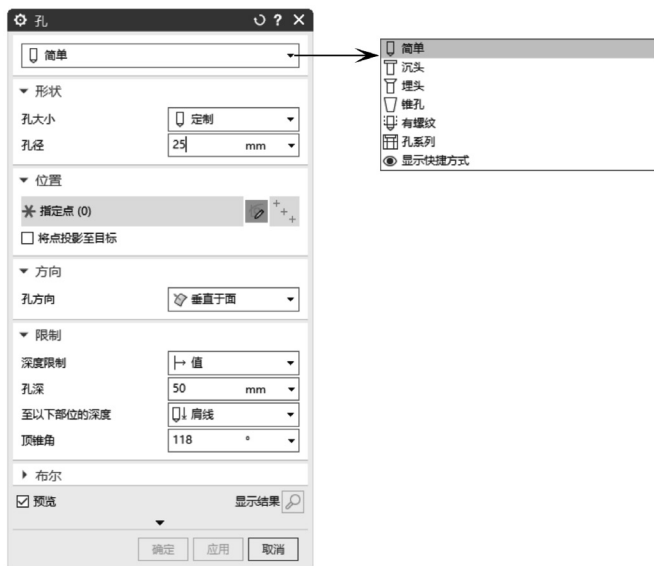 孔
简单
形状
孔大小 定制
孔径 25 mm
位置
指定点 (0)
将点投影至目标
方向
孔方向 垂直于面
限制
深度限制 值
孔深 50 mm
至以下部位的深度 肩线
顶锥角 118 °
布尔
预览 显示结果
确定 应用 取消
简单
沉头
埋头
锥孔
有螺纹
孔系列
显示快捷方式